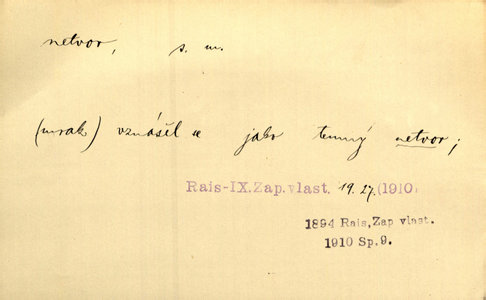 netvor, s. m.
(mrak) vznášel se jako temný netvor;
Rais-IX.Zap.vlast. 19.27.(1910)
1894 Rais, Zap vlast.
1910 Sp.9.